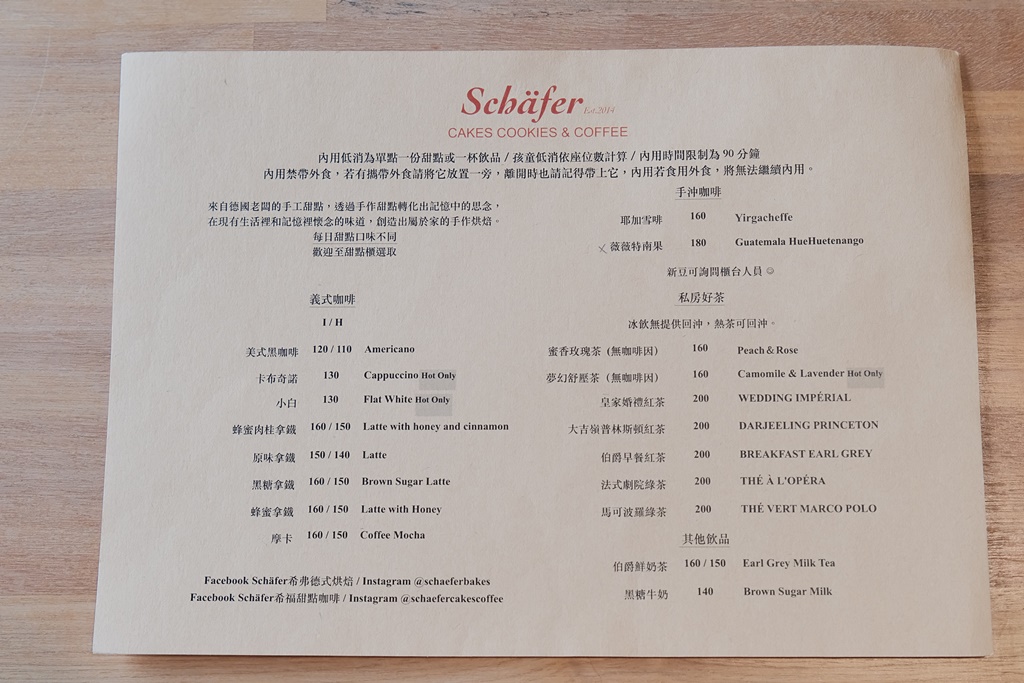 Schäfer Est.2014
CAKES COOKIES & COFFEE
內用低消為單點一份甜點或一杯飲品 / 孩童低消依座位數計算 / 內用時間限制為 90 分鐘
內用禁帶外食，若有攜帶外食請將它放置一旁，離開時也請記得帶上它，內用若食用外食，將無法繼續內用。
來自德國老闆的手工甜點，透過手作甜點轉化出記憶中的思念，
在現有生活裡和記憶裡懷念的味道，創造出屬於家的手作烘焙。
每日甜點口味不同
歡迎至甜點櫃選取
義式咖啡
I / H
美式黑咖啡 120 / 110 Americano
卡布奇諾 130 Cappuccino Hot Only
小白 130 Flat White Hot Only
蜂蜜肉桂拿鐵 160 / 150 Latte with honey and cinnamon
原味拿鐵 150 / 140 Latte
黑糖拿鐵 160 / 150 Brown Sugar Latte
蜂蜜拿鐵 160 / 150 Latte with Honey
摩卡 160 / 150 Coffee Mocha
Facebook Schäfer希弗德式烘焙 / Instagram @schaeferbakes
Facebook Schäfer希福甜點咖啡 / Instagram @schaefercakescoffee
手沖咖啡
耶加雪啡 160 Yirgacheffe
薇薇特南果 180 Guatemala HueHuetenango
新豆可詢問櫃台人員☺
私房好茶
冰飲無提供回沖，熱茶可回沖。
蜜香玫瑰茶 (無咖啡因) 160 Peach & Rose
夢幻舒壓茶 (無咖啡因) 160 Camomile & Lavender Hot Only
皇家婚禮紅茶 200 WEDDING IMPÉRIAL
大吉嶺普林斯頓紅茶 200 DARJEELING PRINCETON
伯爵早餐紅茶 200 BREAKFAST EARL GREY
法式劇院綠茶 200 THÉ À L'OPÉRA
馬可波羅綠茶 200 THÉ VERT MARCO POLO
其他飲品
伯爵鮮奶茶 160 / 150 Earl Grey Milk Tea
黑糖牛奶 140 Brown Sugar Milk